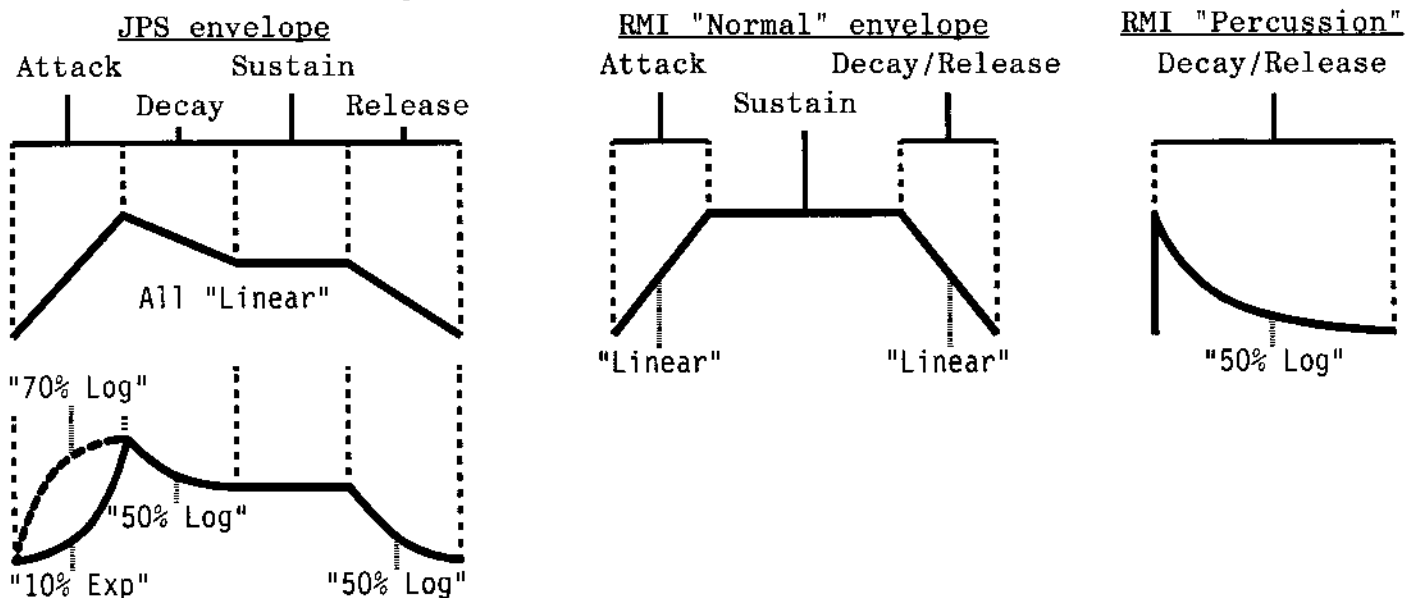 JPS envelope
Attack
Sustain
Decay
Release
All "Linear"
"70% Log"
"50% Log"
"10% Exp"
"50% Log"
RMI "Normal" envelope
Attack
Decay/Release
Sustain
"Linear"
"Linear"
RMI "Percussion"
Decay/Release
"50% Log"